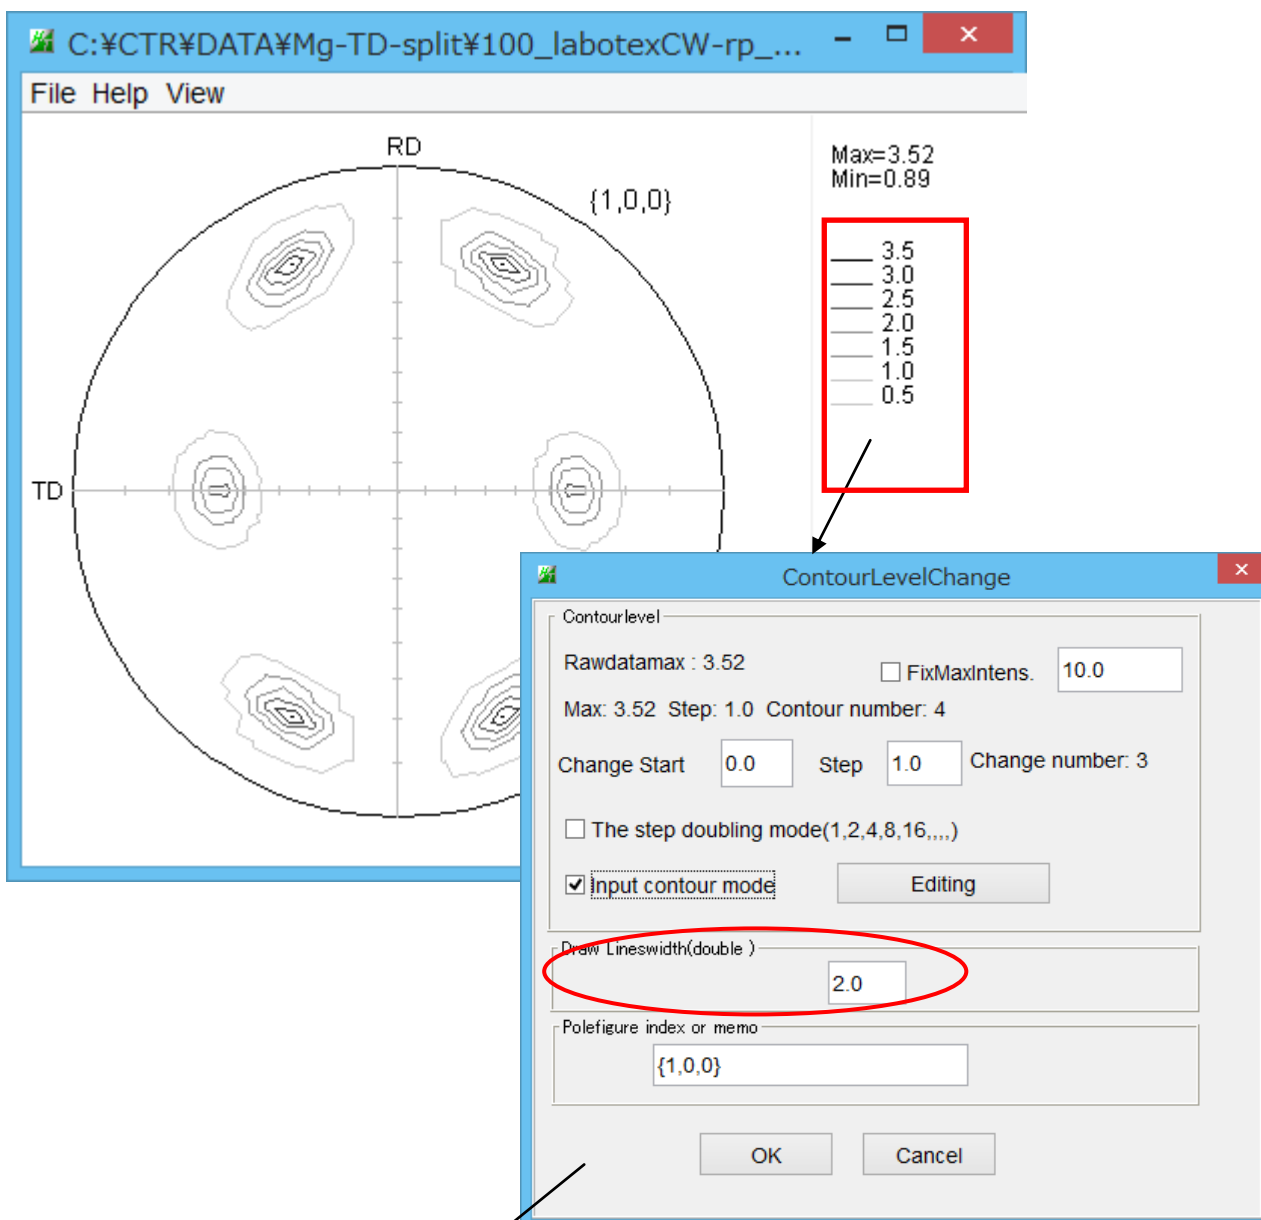 C:¥CTR¥DATA¥Mg-TD-split¥100_labotexCW-rp_...
File Help View
RD
{1,0,0}
TD
Max=3.52
Min=0.89
3.5
3.0
2.5
2.0
1.5
1.0
0.5
ContourLevelChange
Contourlevel
Rawdatamax : 3.52
FixMaxIntens. 10.0
Max: 3.52 Step: 1.0 Contour number: 4
Change Start 0.0 Step 1.0 Change number: 3
The step doubling mode(1,2,4,8,16,,,,)
Input contour mode Editing
Draw Lineswidth(double )
2.0
Polefigure index or memo
{1,0,0}
OK Cancel